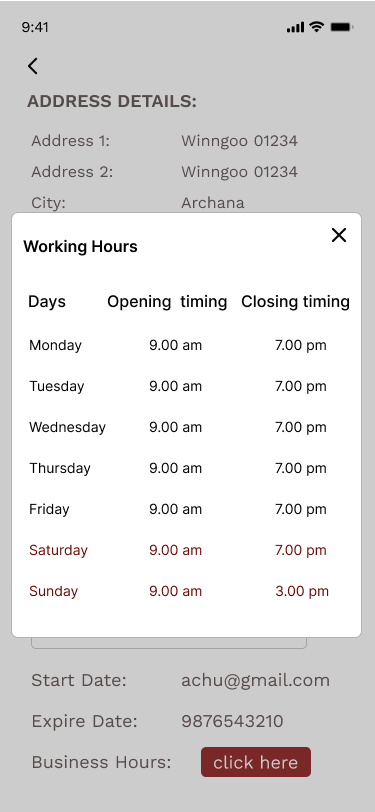 9:41
ADDRESS DETAILS:
Address 1: Winngoo 01234
Address 2: Winngoo 01234
City: Archana
Working Hours
Days Opening timing Closing timing
Monday 9.00 am 7.00 pm
Tuesday 9.00 am 7.00 pm
Wednesday 9.00 am 7.00 pm
Thursday 9.00 am 7.00 pm
Friday 9.00 am 7.00 pm
Saturday 9.00 am 7.00 pm
Sunday 9.00 am 3.00 pm
Start Date: achu@gmail.com
Expire Date: 9876543210
Business Hours: click here